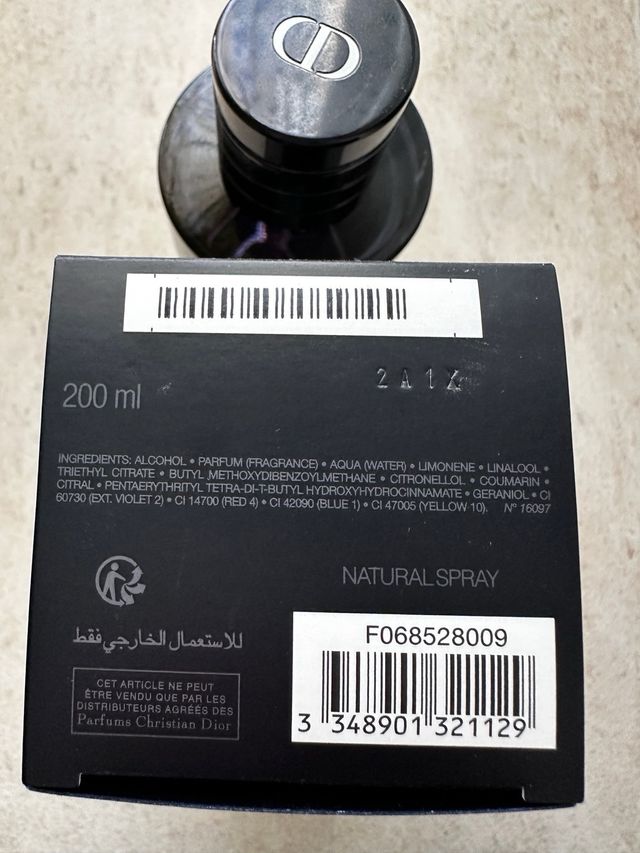 CD
200 ml
2A1X
INGREDIENTS: ALCOHOL • PARFUM (FRAGRANCE) • AQUA (WATER) • LIMONENE • LINALOOL •
TRIETHYL CITRATE • BUTYL METHOXYDIBENZOYLMETHANE • CITRONELLOL • COUMARIN •
CITRAL • PENTAERYTHRITYL TETRA-DI-T-BUTYL HYDROXYHYDROCINNAMATE • GERANIOL • CI
60730 (EXT. VIOLET 2) • CI 14700 (RED 4) • CI 42090 (BLUE 1) • CI 47005 (YELLOW 10). N° 16097
NATURAL SPRAY
للاستعمال الخارجي فقط
CET ARTICLE NE PEUT
ÊTRE VENDU QUE PAR LES
DISTRIBUTEURS AGRÉÉS DES
Parfums Christian Dior
F068528009
3 348901 321129